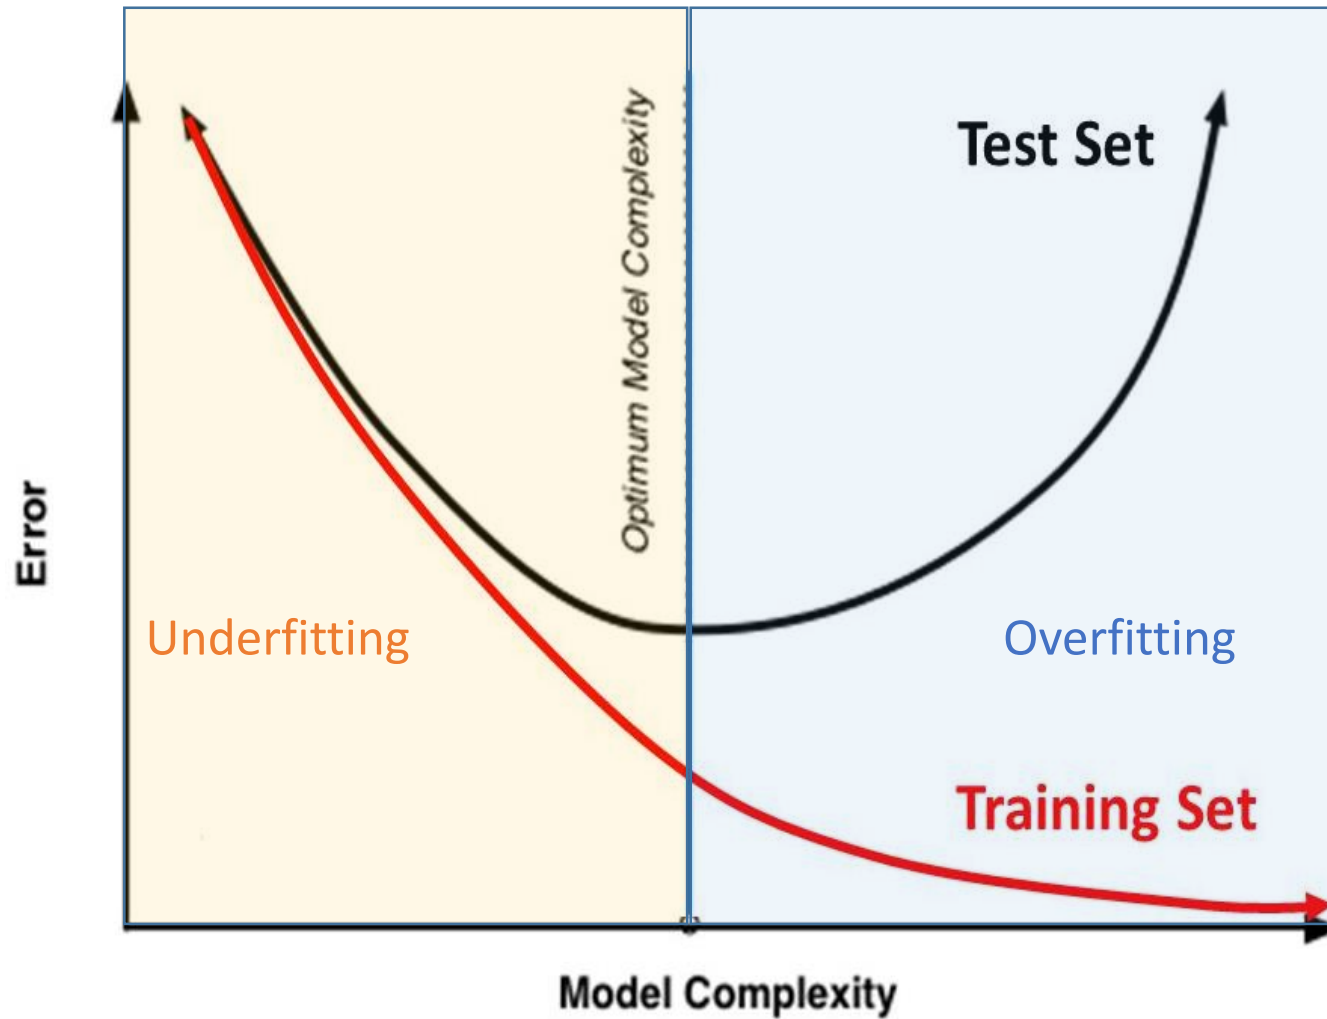 Optimum Model Complexity
Test Set
Error
Underfitting
Overfitting
Training Set
Model Complexity